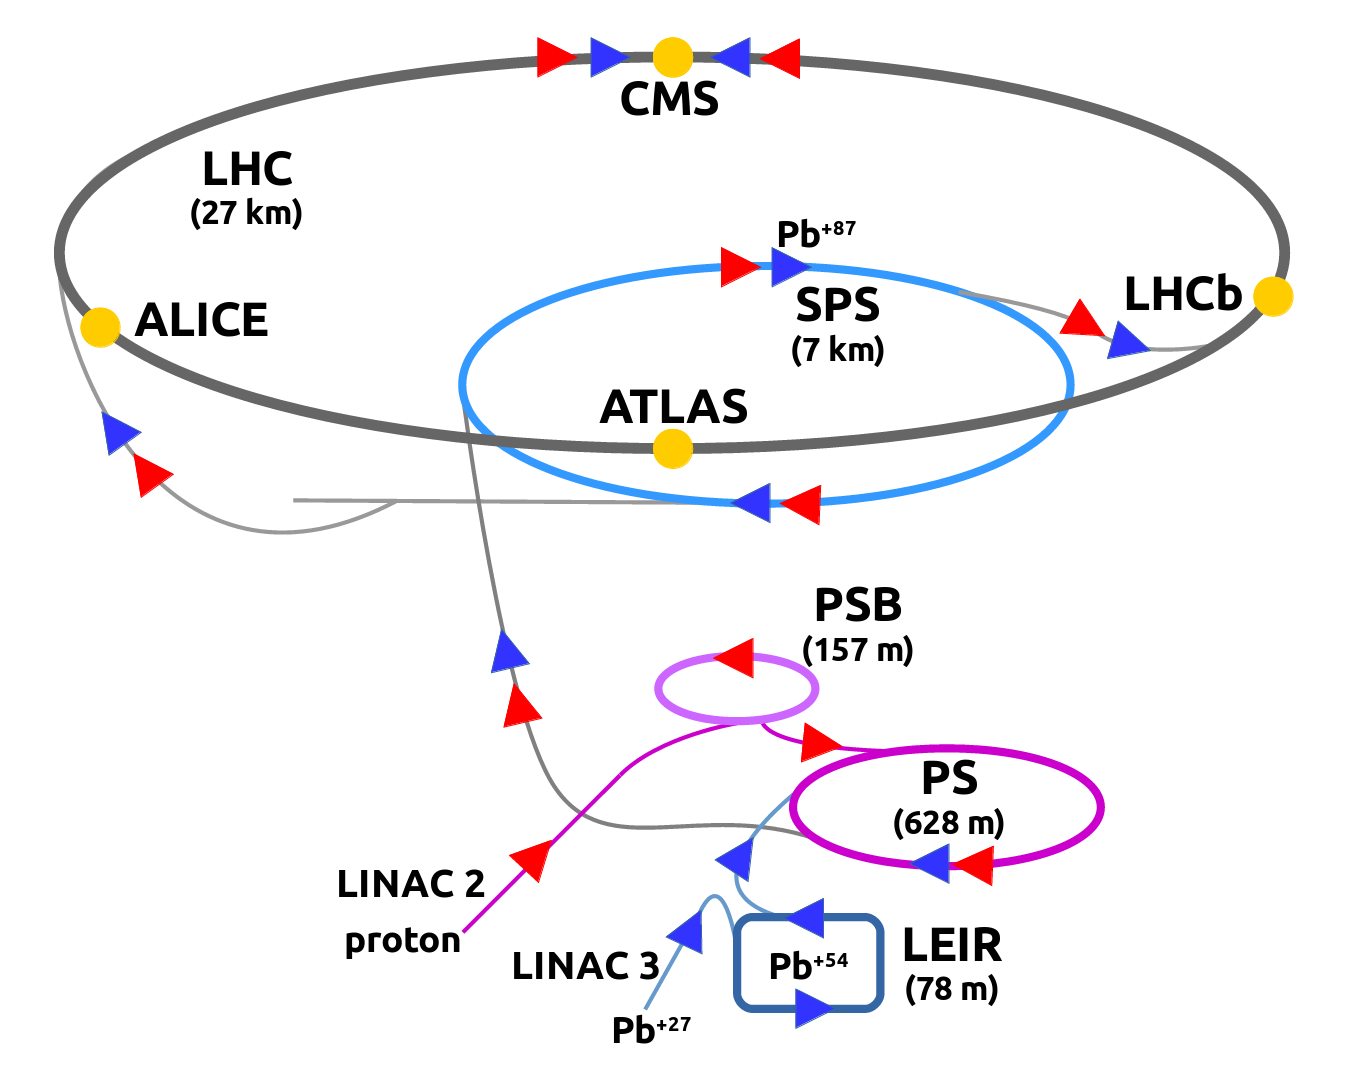 CMS
LHC
(27 km)
Pb+87
SPS
(7 km)
LHCb
ALICE
ATLAS
PSB
(157 m)
PS
(628 m)
LINAC 2
proton
LINAC 3
Pb+27
Pb+54
LEIR
(78 m)